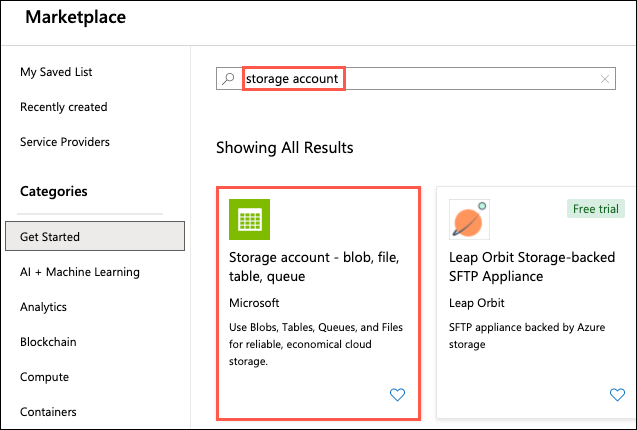 Marketplace
My Saved List
Recently created
Service Providers
Categories
Get Started
AI + Machine Learning
Analytics
Blockchain
Compute
Containers
storage account
Showing All Results
Storage account - blob, file,
table, queue
Microsoft
Use Blobs, Tables, Queues, and Files
for reliable, economical cloud
storage.
Free trial
Leap Orbit Storage-backed
SFTP Appliance
Leap Orbit
SFTP appliance backed by Azure
storage